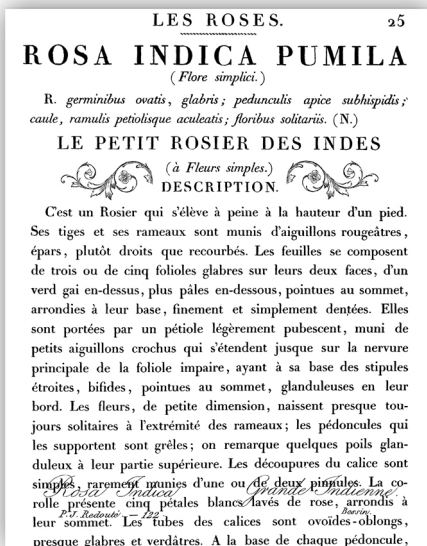 LES ROSES. 25
ROSA INDICA PUMILA
(Flore simplici.)
R. germinibus ovatis, glabris; pedunculis apice subhispidis;
caule, ramulis petiolisque aculeatis; floribus solitariis. (N.)
LE PETIT ROSIER DES INDES
(à Fleurs simples.)
DESCRIPTION.
C'est un Rosier qui s'élève à peine à la hauteur d'un pied.
Ses tiges et ses rameaux sont munis d'aiguillons rougeâtres,
épars, plutôt droits que recourbés. Les feuilles se composent
de trois ou de cinq folioles glabres sur leurs deux faces, d'un
verd gai en-dessus, plus pâles en-dessous, pointues au sommet,
arrondies à leur base, finement et simplement dentées. Elles
sont portées par un pétiole légèrement pubescent, muni de
petits aiguillons crochus qui s'étendent jusque sur la nervure
principale de la foliole impaire, ayant à sa base des stipules
étroites, bifides, pointues au sommet, glanduleuses en leur
bord. Les fleurs, de petite dimension, naissent presque tou-
jours solitaires à l'extrémité des rameaux; les pédoncules qui
les supportent sont grêles; on remarque quelques poils glan-
duleux à leur partie supérieure. Les découpures du calice sont
simples, rarement munies d'une ou de deux pinnules. La co-
Rosa Indica Grande Indienne.
rolle présente cinq pétales blancs lavés de rose, arrondis à
P. J. Redouté — 122 Bessin.
leur sommet. Les tubes des calices sont ovoïdes-oblongs,
presque glabres et verdâtres. A la base de chaque pédoncule,